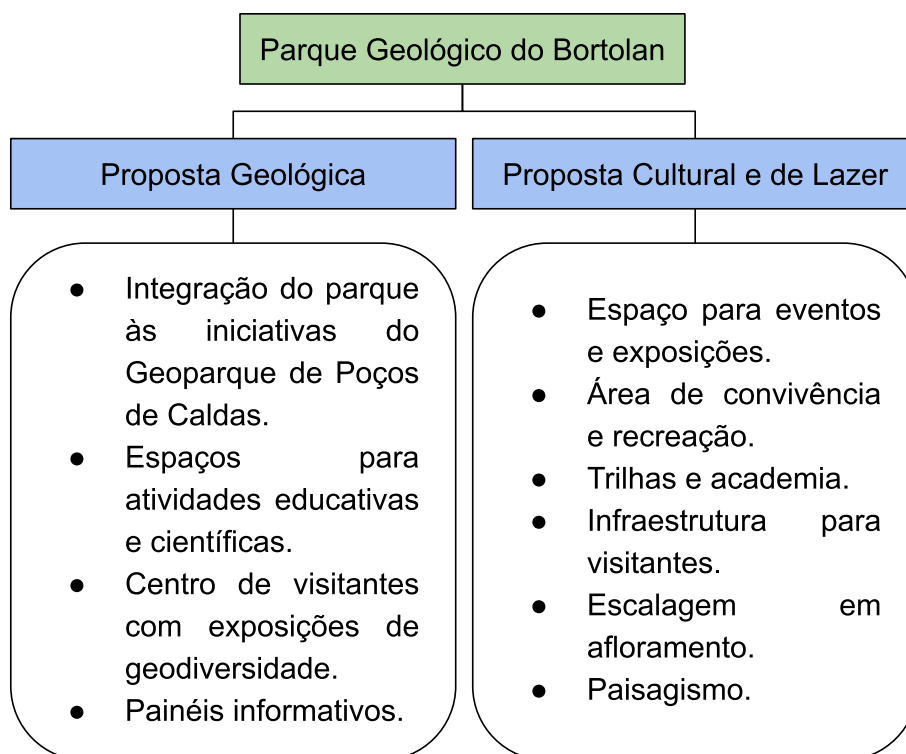 Parque Geológico do Bortolan
Proposta Geológica
● Integração do parque
às iniciativas do
Geoparque de Poços
de Caldas.
● Espaços para
atividades educativas
e científicas.
● Centro de visitantes
com exposições de
geodiversidade.
● Painéis informativos.
Proposta Cultural e de Lazer
● Espaço para eventos
e exposições.
● Área de convivência
e recreação.
● Trilhas e academia.
● Infraestrutura para
visitantes.
● Escalagem em
afloramento.
● Paisagismo.